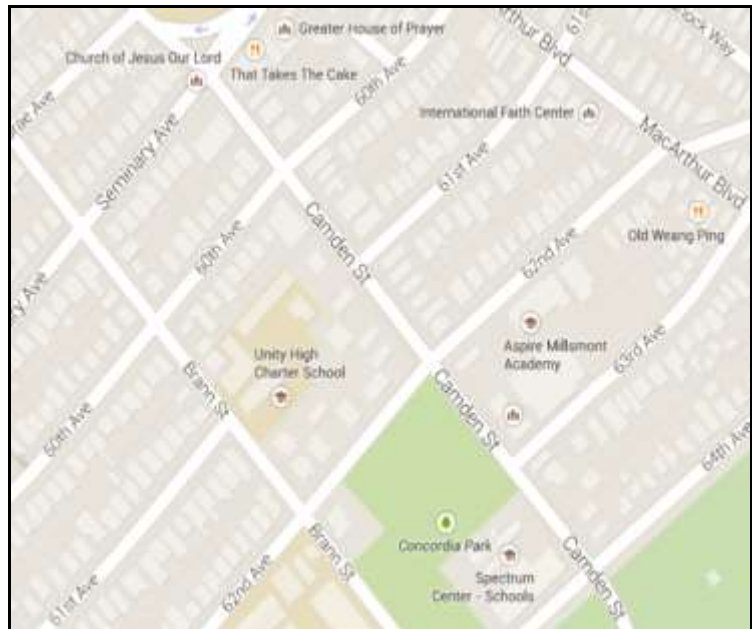 Greater House of Prayer
61st
MacArthur Blvd
Church of Jesus Our Lord
That Takes The Cake
60th Ave
International Faith Center
Seminary Ave
61st Ave
MacArthur Blvd
60th Ave
Camden St
62nd Ave
Old Weang Ping
Unity High
Charter School
Aspire Millsmont
Academy
63rd Ave
Brann St
60th Ave
Camden St
64th Ave
Concordia Park
Brann St
Camden St
Spectrum
Center - Schools
61st Ave
62nd Ave